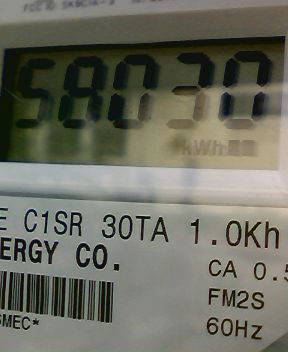 58030
kWh
E C1SR 30TA 1.0Kh
ERGY CO.
CA 0.5
FM2S
60Hz
SMEC*